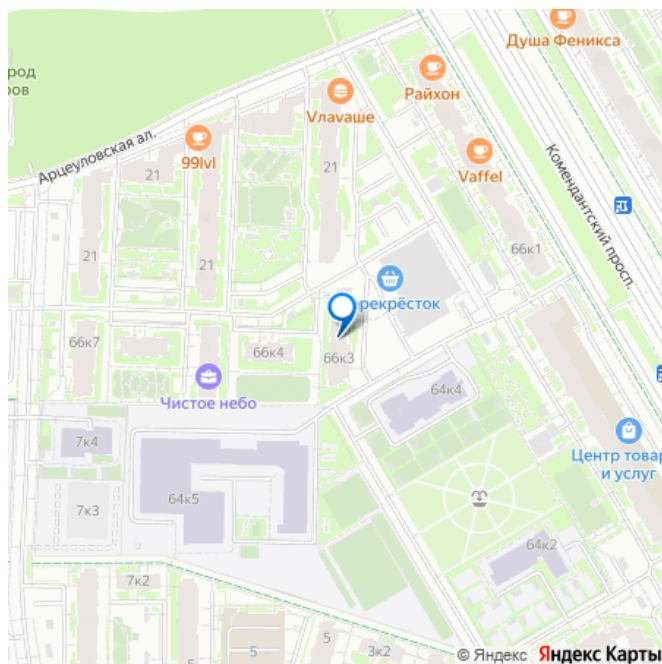 Душа Феникса
ород
ров
Райхон
Vлаvаше
Арцеуловская ал.
99lvl
Vaffel
21
21
Комендантский просп.
21
21
66к1
рекрёсток
66к7
66к4
66к3
64к4
Чистое небо
7к4
Центр товар
и услуг
64к5
7к3
64к2
7к2
5
5
3к2
© Яндекс Яндекс Карты